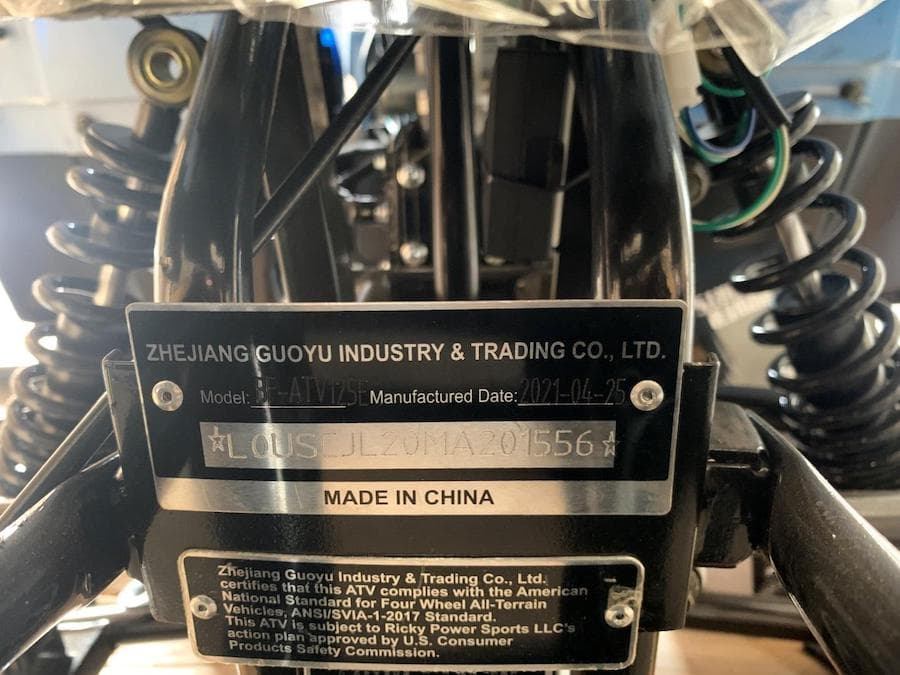 ZHEJIANG GUOYU INDUSTRY & TRADING CO., LTD.
Model: Manufactured Date: 2021-04-25
MADE IN CHINA
Zhejiang Guoyu Industry & Trading Co., Ltd.
certifies that this ATV complies with the American
National Standard for Four Wheel All-Terrain
Vehicles, ANSI/SVIA-1-2017 Standard.
This ATV is subject to Ricky Power Sports LLC's
action plan approved by U.S. Consumer
Products Safety Commission.